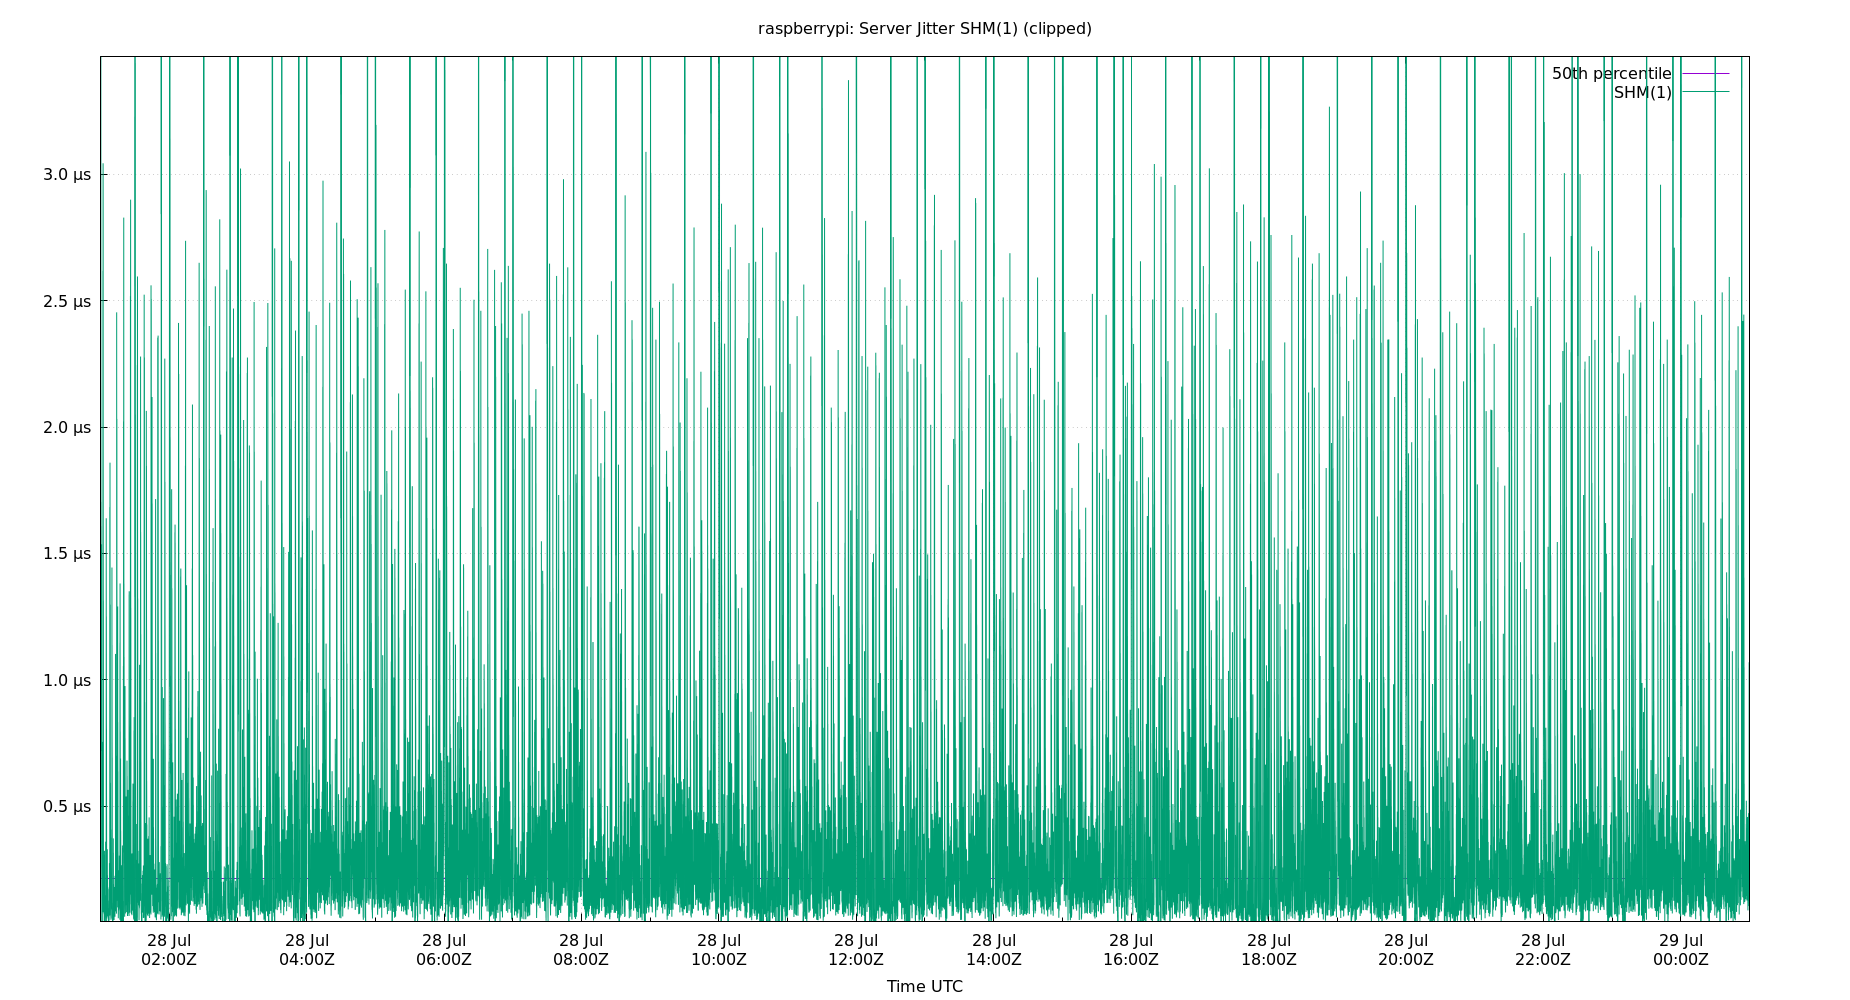 raspberrypi: Server Jitter SHM(1) (clipped)
50th percentile
SHM(1)
3.0 µs
2.5 µs
2.0 µs
1.5 µs
1.0 µs
0.5 µs
28 Jul 28 Jul 28 Jul 28 Jul 28 Jul 28 Jul 28 Jul 28 Jul 28 Jul 28 Jul 28 Jul 29 Jul
02:00Z 04:00Z 06:00Z 08:00Z 10:00Z 12:00Z 14:00Z 16:00Z 18:00Z 20:00Z 22:00Z 00:00Z
Time UTC